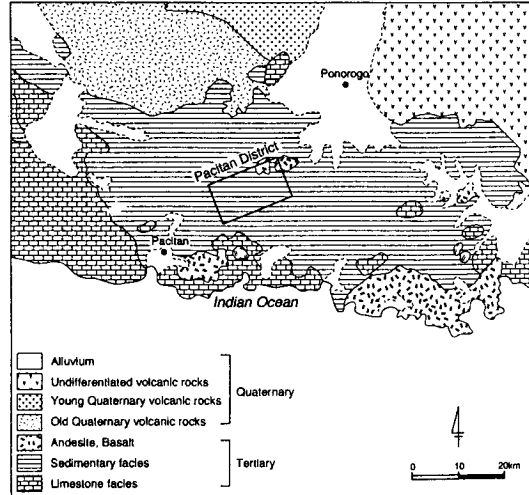 Ponorogo
Pacitan District
Pacitan
Indian Ocean
Alluvium
Undifferentiated volcanic rocks
Young Quaternary volcanic rocks
Old Quaternary volcanic rocks
Quaternary
Andesite, Basalt
Sedimentary facies
Limestone facies
Tertiary
0 10 20km